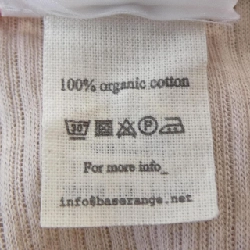 100% organic cotton
30° P
For more info_
info@baserange.net